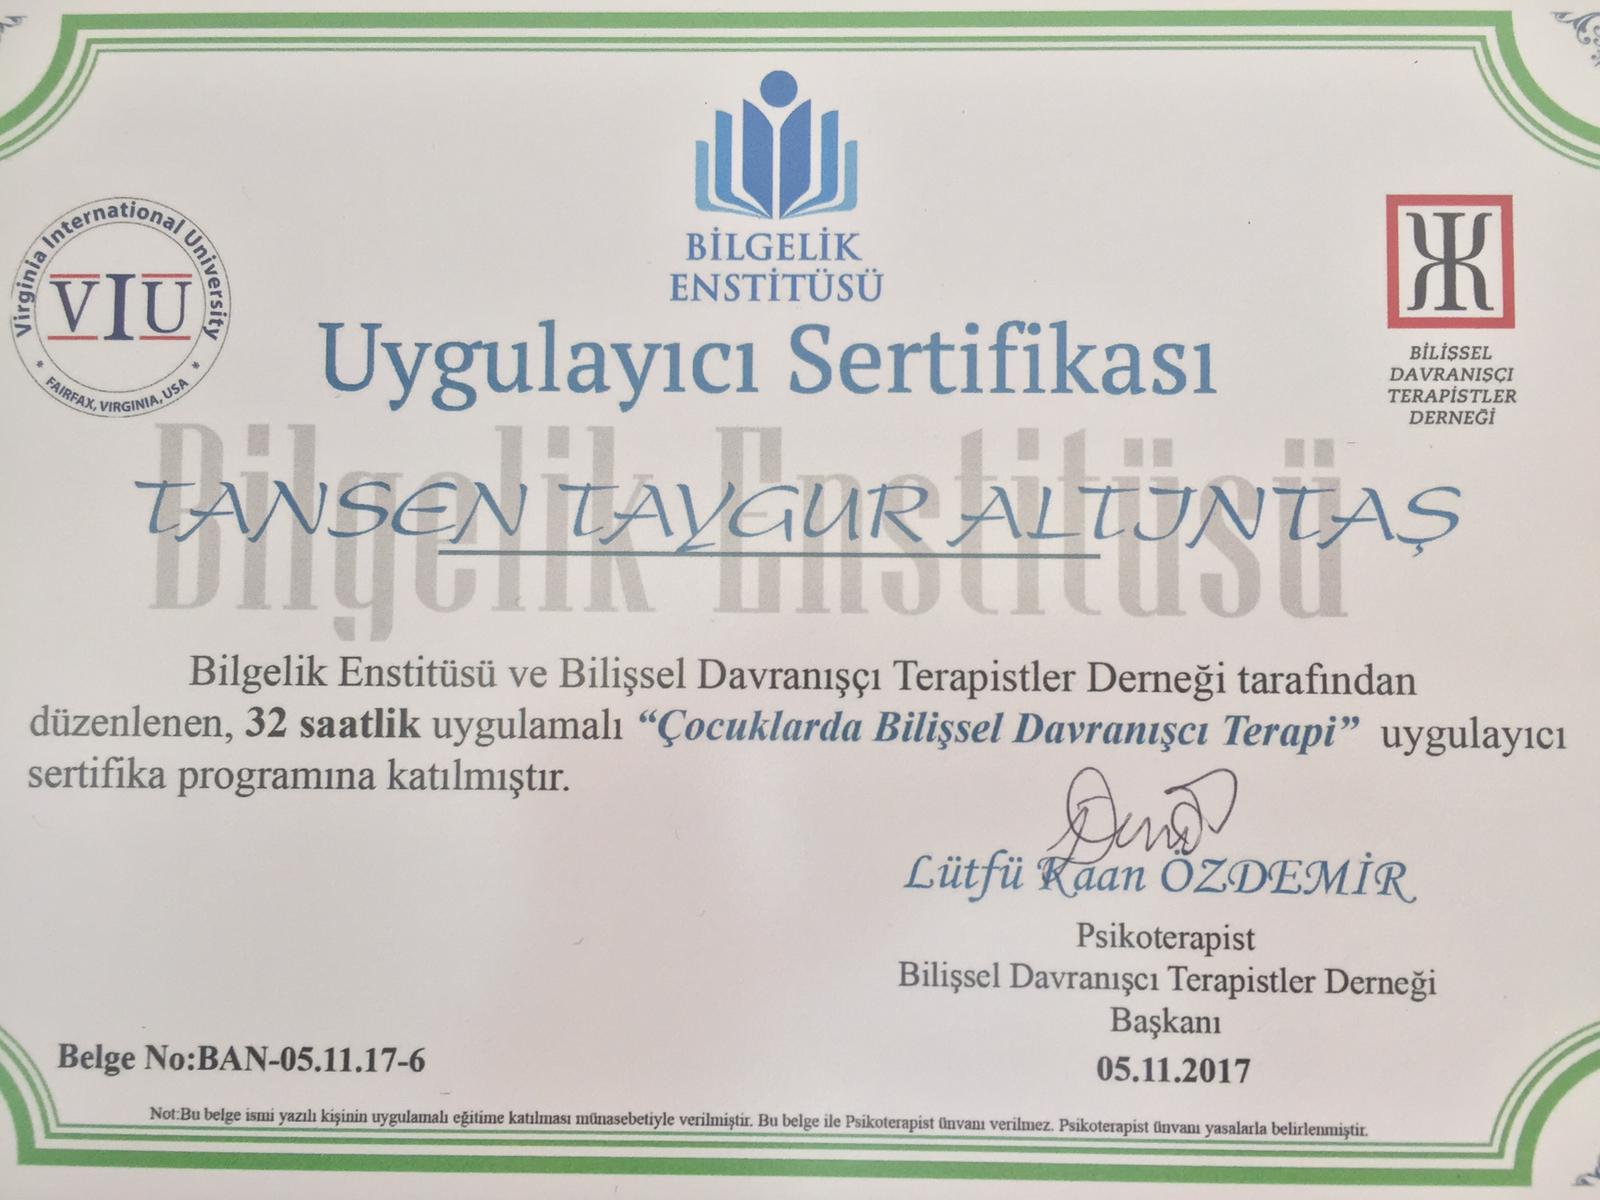 BİLGELİK
ENSTİTÜSÜ
Virginia International University
VIU
* FAIRFAX, VIRGINIA, USA *
BİLİŞSEL
DAVRANIŞÇI
TERAPİSTLER
DERNEĞİ
Uygulayıcı Sertifikası
Bilgelik Enstitüsü
TANSEN TAYGUR ALTINTAŞ
Bilgelik Enstitüsü ve Bilişsel Davranışçı Terapistler Derneği tarafından
düzenlenen, 32 saatlik uygulamalı “Çocuklarda Bilişsel Davranışcı Terapi” uygulayıcı
sertifika programına katılmıştır.
Lütfü Kaan ÖZDEMİR
Psikoterapist
Bilişsel Davranışcı Terapistler Derneği
Başkanı
05.11.2017
Belge No:BAN-05.11.17-6
Not:Bu belge ismi yazılı kişinin uygulamalı eğitime katılması münasebetiyle verilmiştir. Bu belge ile Psikoterapist ünvanı verilmez. Psikoterapist ünvanı yasalarla belirlenmiştir.